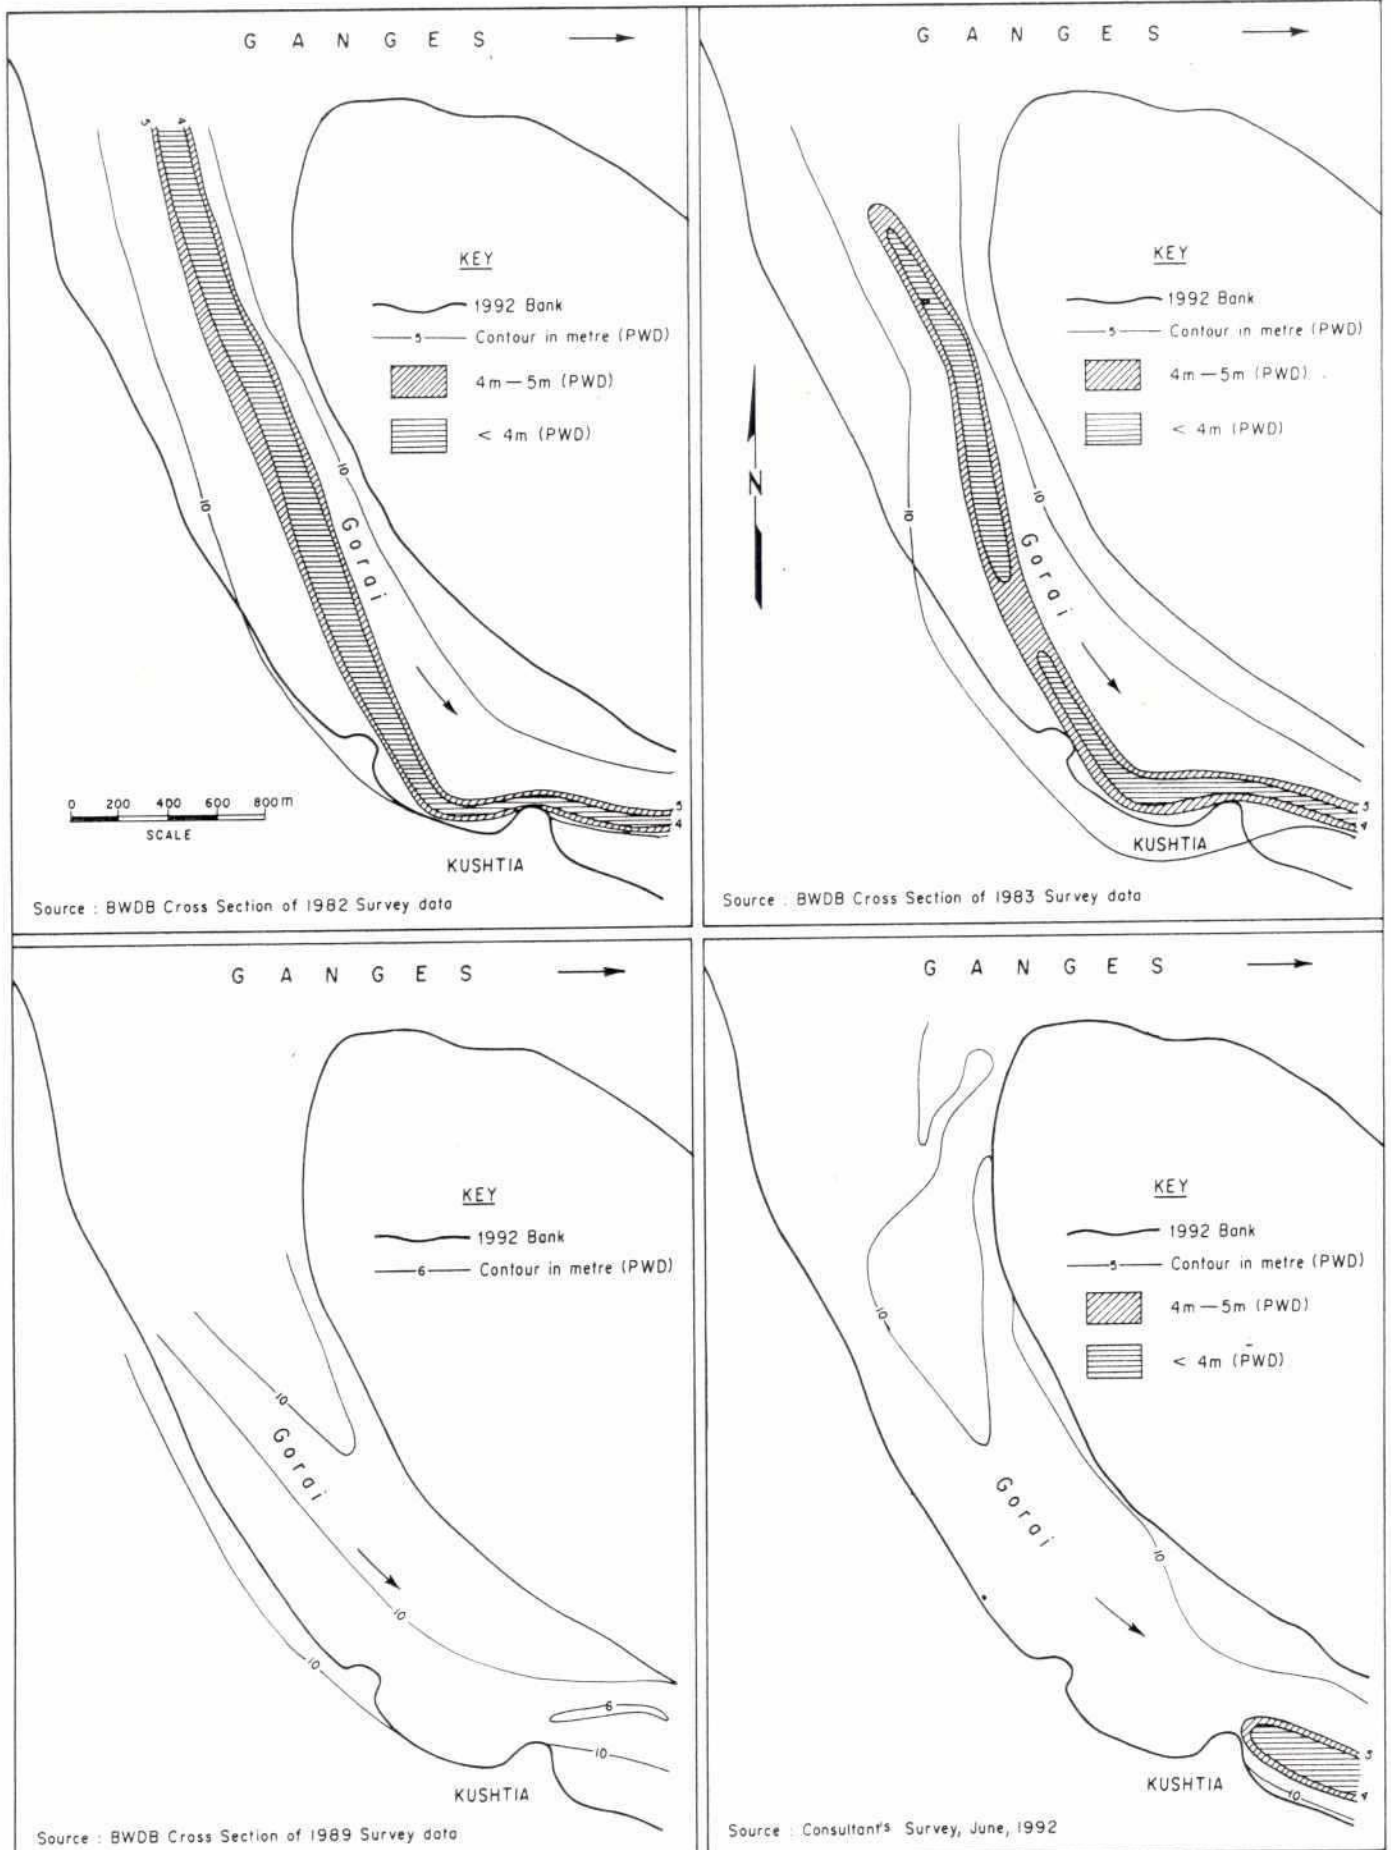 G A N G E S
5 4
KEY
1992 Bank
5 Contour in metre (PWD)
4m — 5m (PWD)
< 4m (PWD)
10
10
Gorai
0 200 400 600 800m
SCALE
5
4
KUSHTIA
Source : BWDB Cross Section of 1982 Survey data
G A N G E S
KEY
1992 Bank
5 Contour in metre (PWD)
4m — 5m (PWD)
< 4m (PWD)
N
10
10
Gorai
5
4
KUSHTIA
Source : BWDB Cross Section of 1983 Survey data
G A N G E S
KEY
1992 Bank
6 Contour in metre (PWD)
10
Gorai
10
10
6
10
KUSHTIA
Source : BWDB Cross Section of 1989 Survey data
G A N G E S
KEY
1992 Bank
5 Contour in metre (PWD)
4m — 5m (PWD)
< 4m (PWD)
10
Gorai
10
5
KUSHTIA
10
4
Source : Consultant's Survey, June, 1992